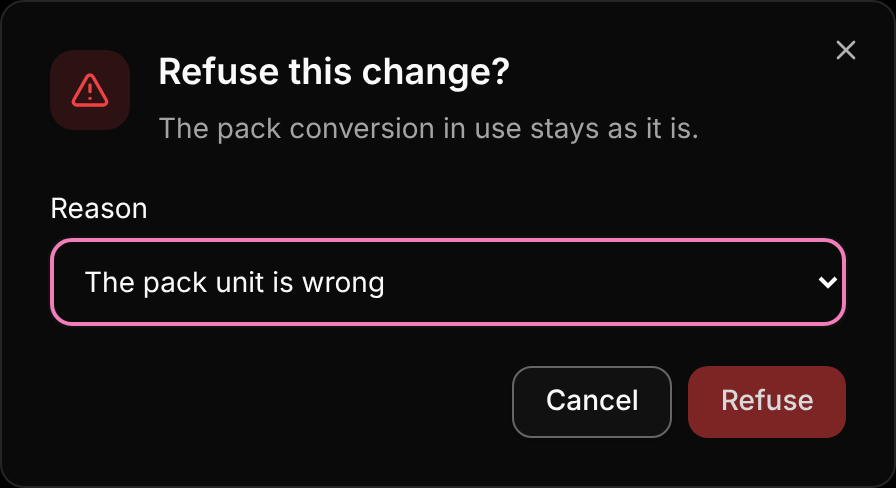 Refuse this change?
The pack conversion in use stays as it is.
Reason
The pack unit is wrong
Cancel
Refuse